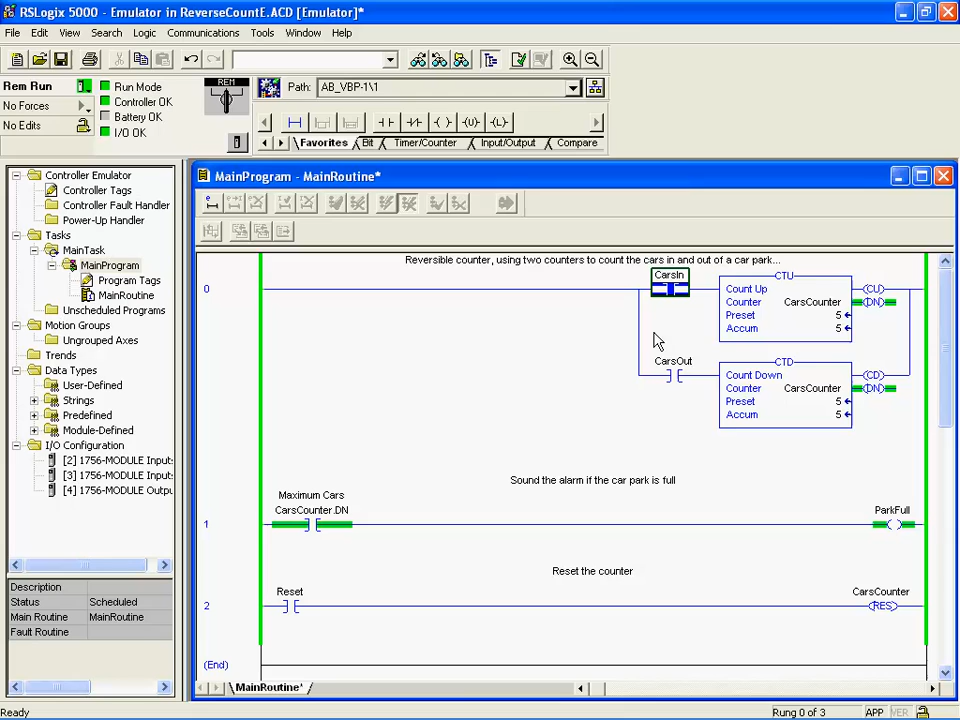 RSLogix 5000 - Emulator in ReverseCountE.ACD [Emulator]*
File Edit View Search Logic Communications Tools Window Help
Rem Run
No Forces
No Edits
Run Mode
Controller OK
Battery OK
I/O OK
REM
Path: AB_VBP-1\1
Favorites Bit Timer/Counter Input/Output Compare
Controller Emulator
Controller Tags
Controller Fault Handler
Power-Up Handler
Tasks
MainTask
MainProgram
Program Tags
MainRoutine
Unscheduled Programs
Motion Groups
Ungrouped Axes
Trends
Data Types
User-Defined
Strings
Predefined
Module-Defined
I/O Configuration
[2] 1756-MODULE Input:
[3] 1756-MODULE Input:
[4] 1756-MODULE Outpu
Description
Status Scheduled
Main Routine MainRoutine
Fault Routine
MainProgram - MainRoutine*
Reversible counter, using two counters to count the cars in and out of a car park...
0
CarsIn
CTU
Count Up
Counter CarsCounter
Preset 5
Accum 5
(CU)
(DN)
CarsOut
CTD
Count Down
Counter CarsCounter
Preset 5
Accum 5
(CD)
(DN)
Sound the alarm if the car park is full
1
Maximum Cars
CarsCounter.DN
ParkFull
Reset the counter
2
Reset
CarsCounter
(RES)
(End)
MainRoutine*
Ready
Rung 0 of 3
APP
VER